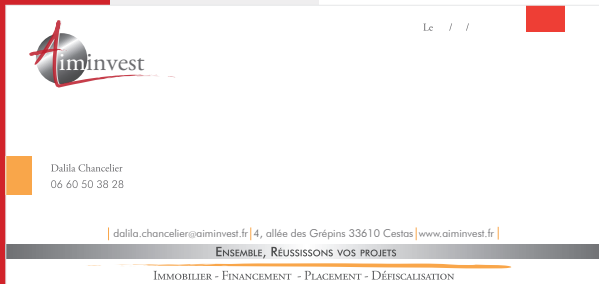 Le / /
Aiminvest
Dalila Chancelier
06 60 50 38 28
| dalila.chancelier@aiminvest.fr | 4, allée des Grépins 33610 Cestas | www.aiminvest.fr |
Ensemble, Réussissons vos projets
Immobilier - Financement - Placement - Défiscalisation